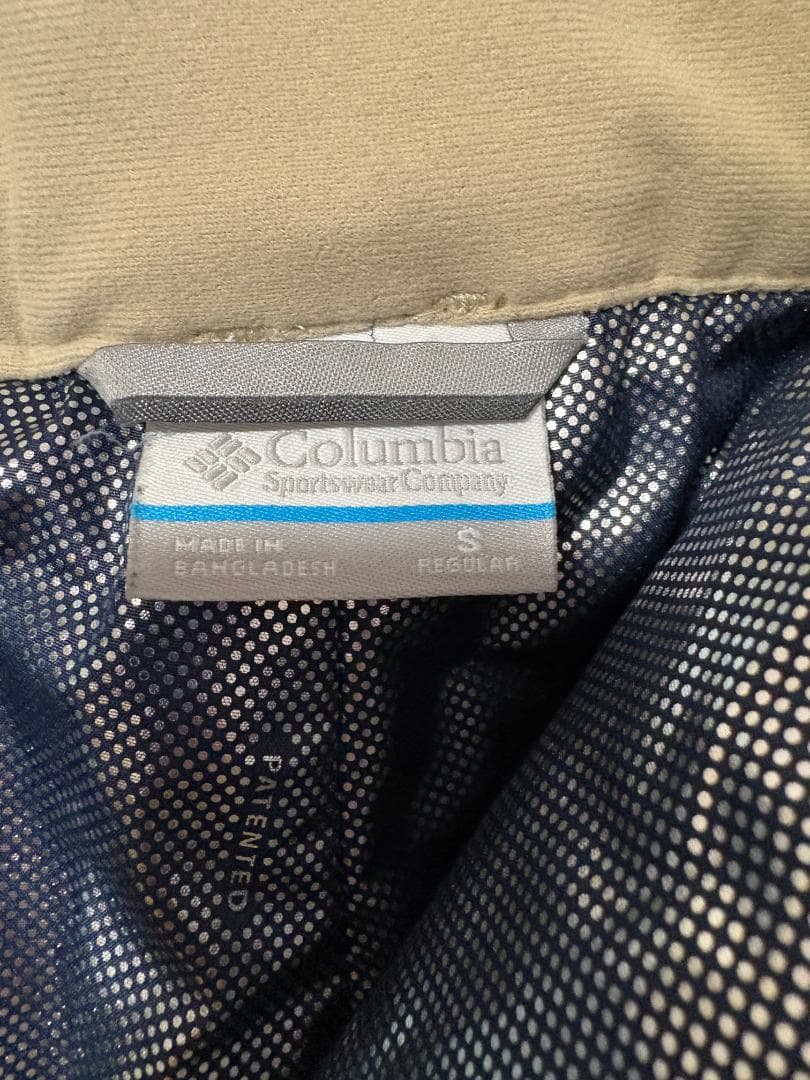 Columbia
Sportswear Company
MADE IN
BANGLADESH
S
REGULAR
PATENTED